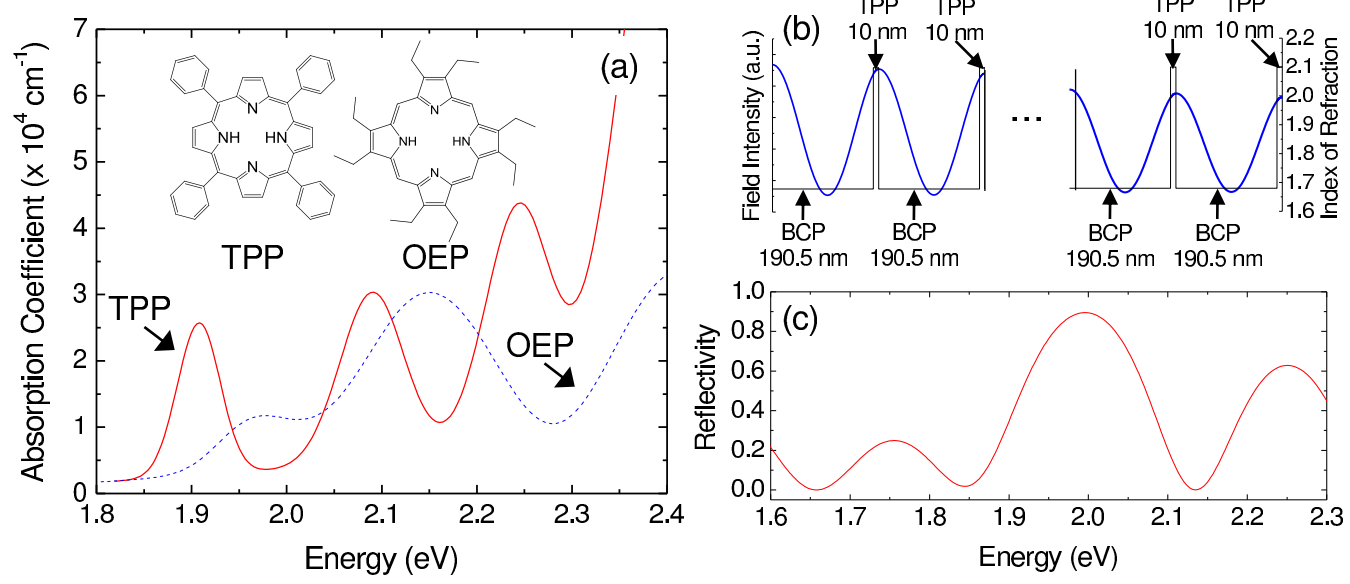 (a)
Absorption Coefficient (x 10⁴ cm⁻¹)
7
6
5
4
3
2
1
0
N
NH HN
N
TPP
N
NH HN
N
OEP
TPP
OEP
1.8 1.9 2.0 2.1 2.2 2.3 2.4
Energy (eV)
(b)
Field Intensity (a.u.)
TPP
10 nm
TPP
10 nm
TPP
10 nm
TPP
10 nm
...
BCP
190.5 nm
BCP
190.5 nm
BCP
190.5 nm
BCP
190.5 nm
2.2
2.1
2.0
1.9
1.8
1.7
1.6
Index of Refraction
(c)
Reflectivity
1.0
0.8
0.6
0.4
0.2
0.0
1.6 1.7 1.8 1.9 2.0 2.1 2.2 2.3
Energy (eV)